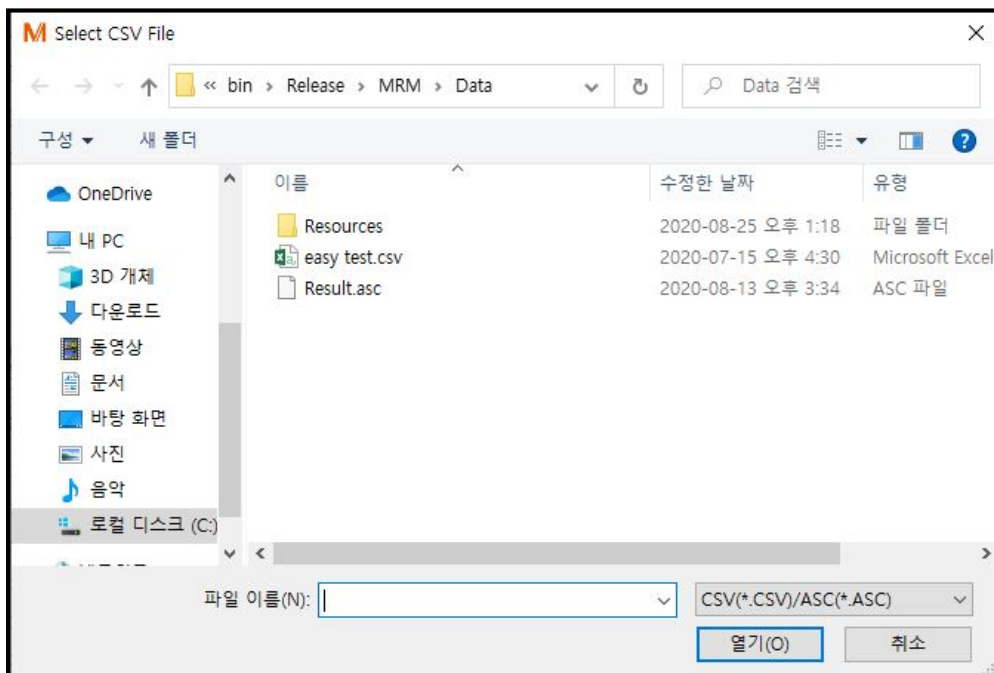 Select CSV File
« bin › Release › MRM › Data
Data 검색
구성
새 폴더
OneDrive
내 PC
3D 개체
다운로드
동영상
문서
바탕 화면
사진
음악
로컬 디스크 (C:)
이름 수정한 날짜 유형
Resources 2020-08-25 오후 1:18 파일 폴더
easy test.csv 2020-07-15 오후 4:30 Microsoft Excel
Result.asc 2020-08-13 오후 3:34 ASC 파일
파일 이름(N):
CSV(*.CSV)/ASC(*.ASC)
열기(O)
취소